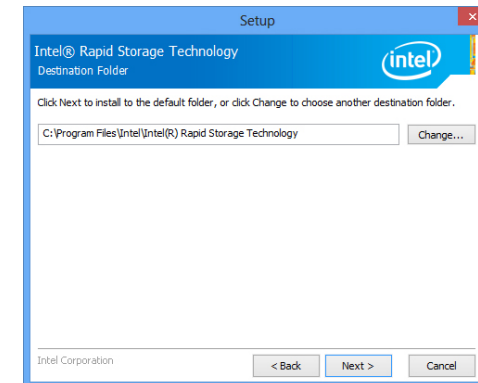 Setup
Intel® Rapid Storage Technology
Destination Folder
intel
Click Next to install to the default folder, or click Change to choose another destination folder.
C:\Program Files\Intel\Intel(R) Rapid Storage Technology
Change...
Intel Corporation
< Back
Next >
Cancel